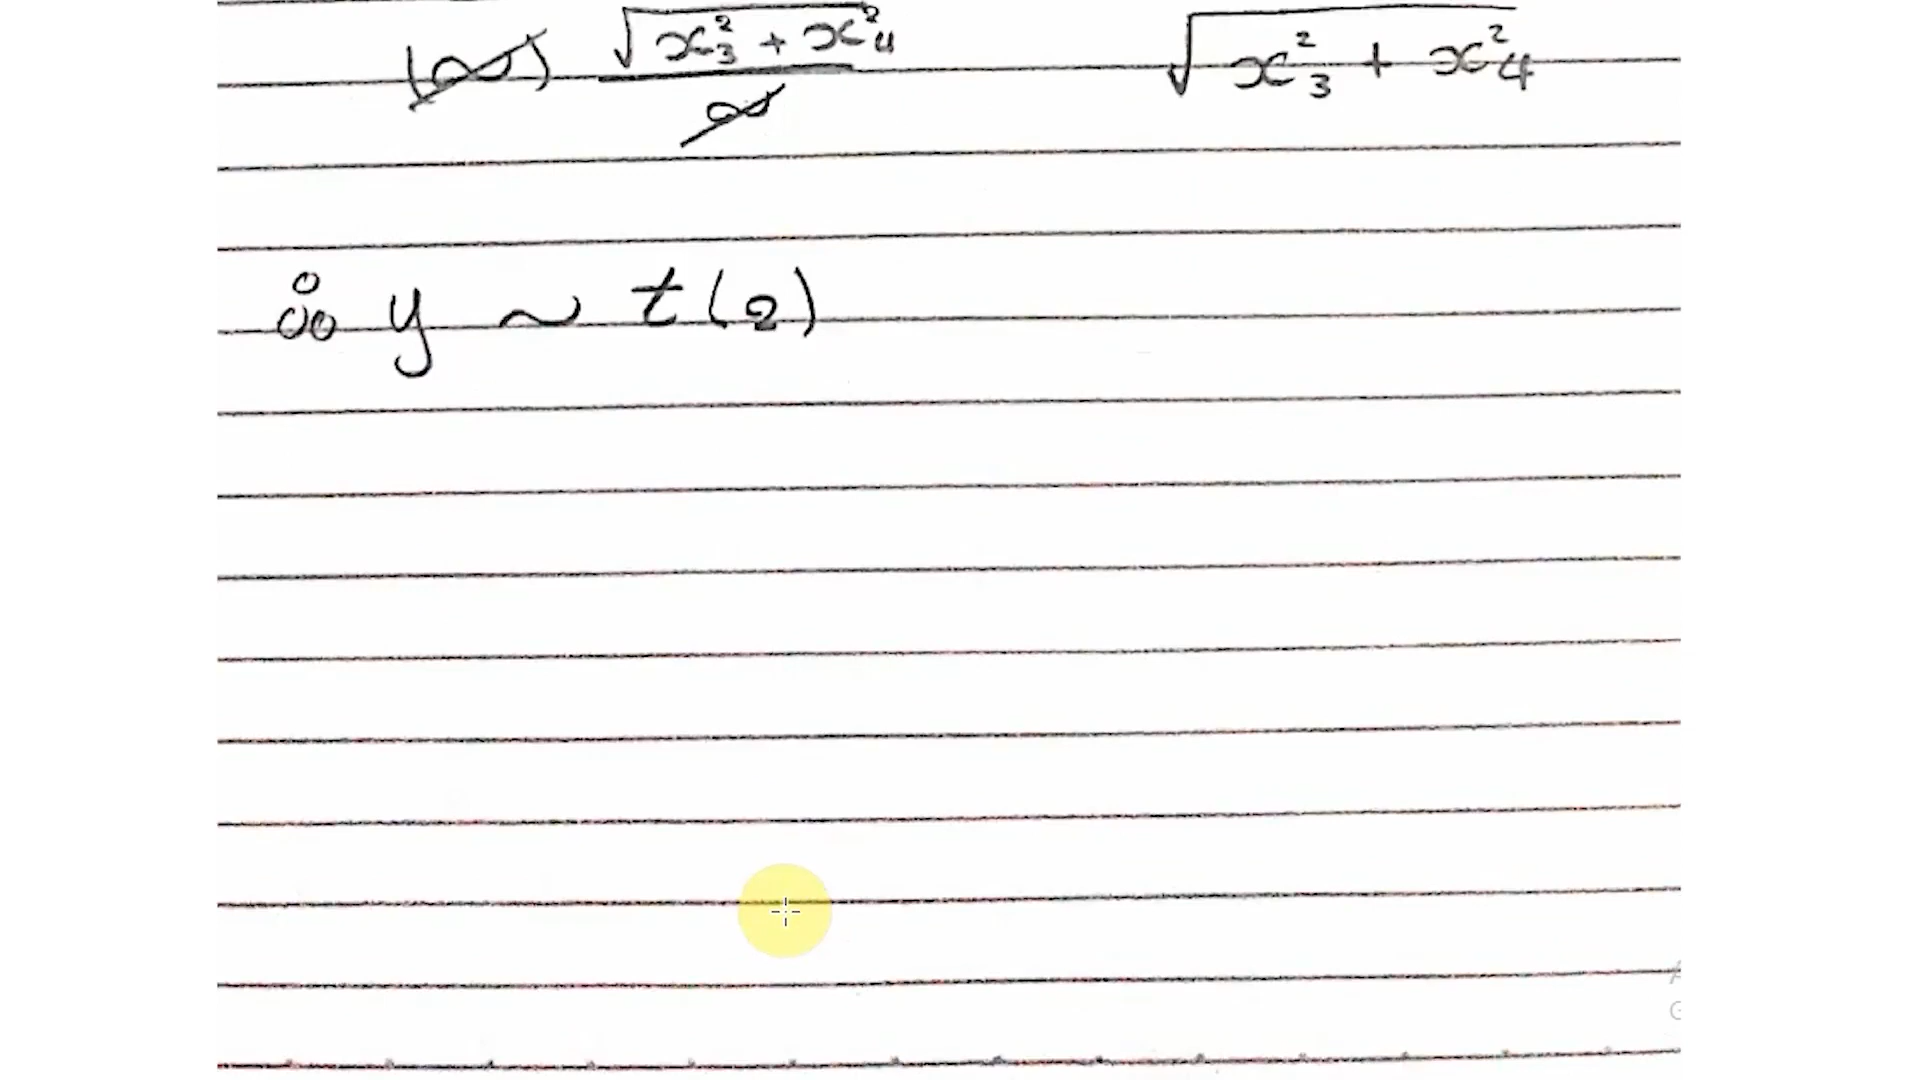 (σ) √x₃² + x₄² √x₃² + x₄²
σ
∴ y ~ t(2)